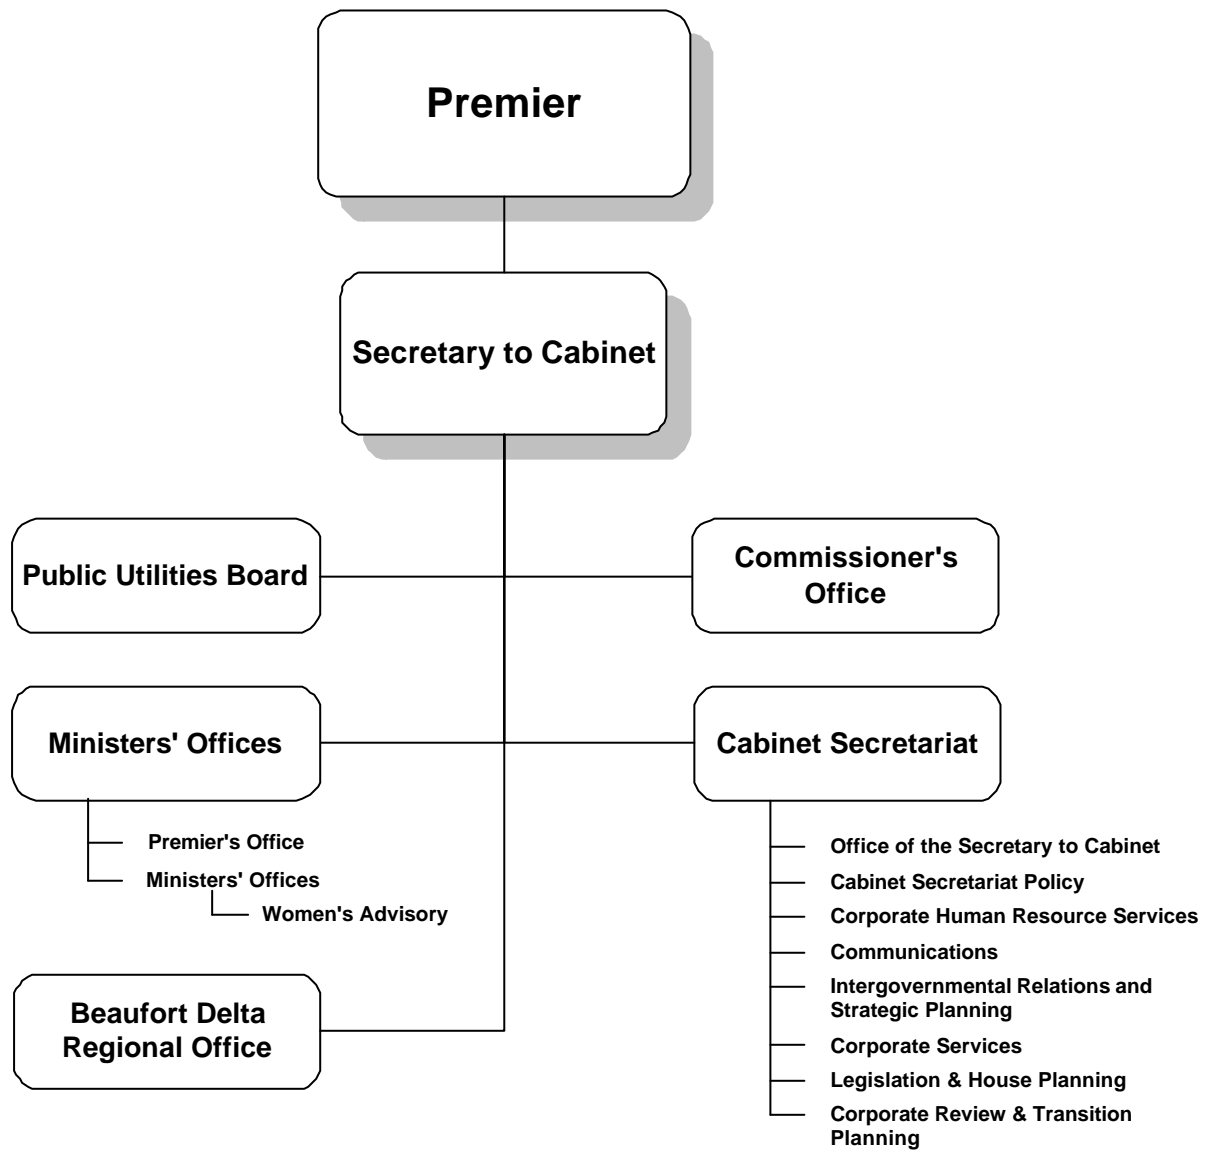 Premier
Secretary to Cabinet
Public Utilities Board
Commissioner's
Office
Ministers' Offices
Premier's Office
Ministers' Offices
Women's Advisory
Cabinet Secretariat
Office of the Secretary to Cabinet
Cabinet Secretariat Policy
Corporate Human Resource Services
Communications
Intergovernmental Relations and
Strategic Planning
Corporate Services
Legislation & House Planning
Corporate Review & Transition
Planning
Beaufort Delta
Regional Office